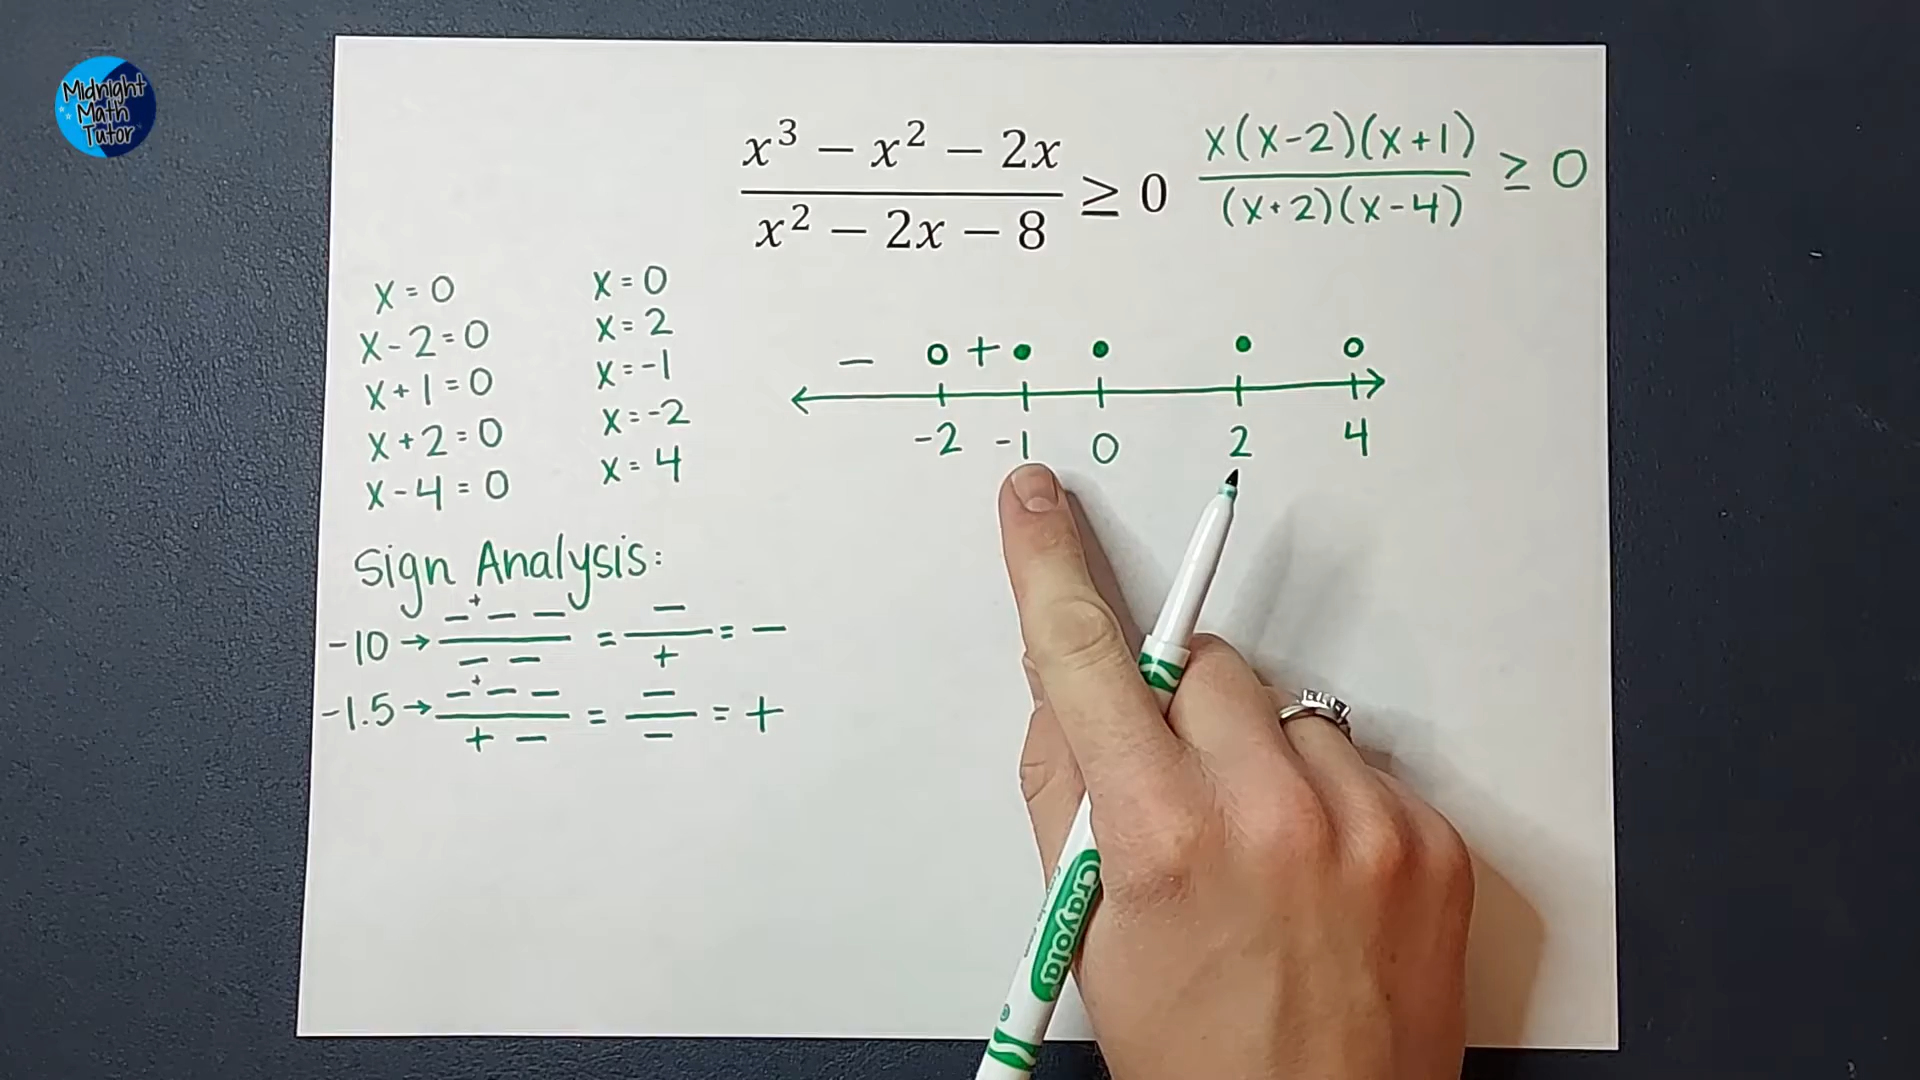 Midnight
Math
Tutor
x³ − x² − 2x / x² − 2x − 8 ≥ 0
x(x-2)(x+1) / (x+2)(x-4) ≥ 0
x = 0
x - 2 = 0
x + 1 = 0
x + 2 = 0
x - 4 = 0
x = 0
x = 2
x = -1
x = -2
x = 4
− +
-2 -1 0 2 4
Sign Analysis:
-10 → − + − − / − − = − / + = −
-1.5 → − + − − / + − = − / − = +
Crayola